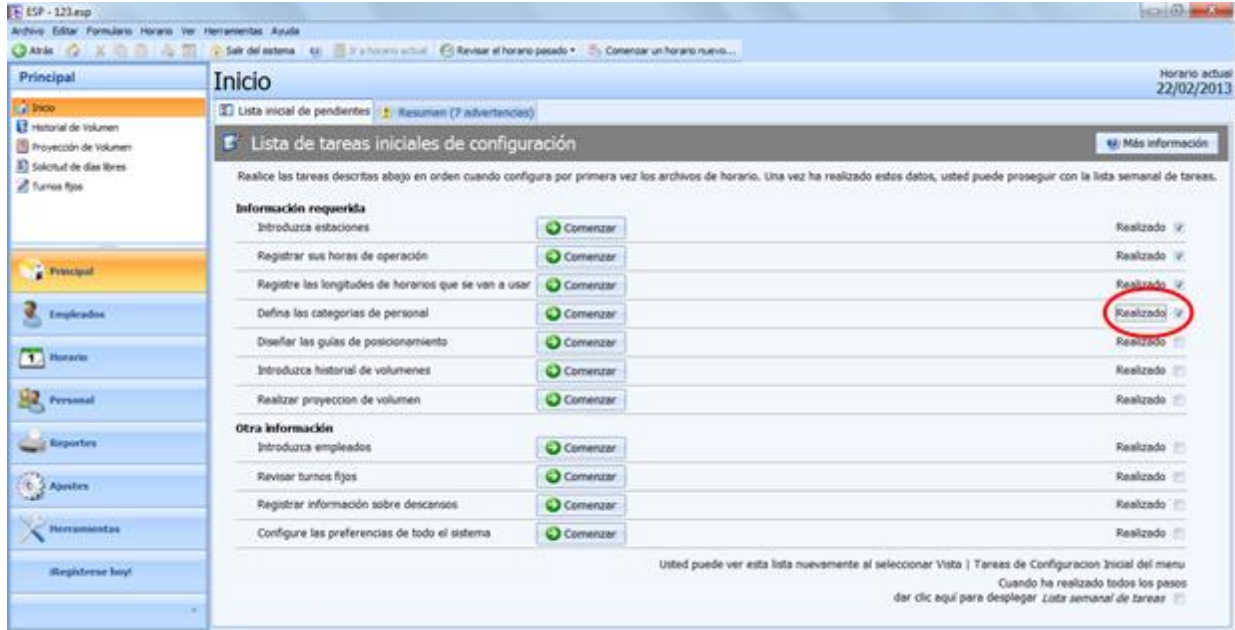 ESP - 123.esp
Archivo Editar Formulario Horario Ver Herramientas Ayuda
Atrás Salir del sistema Ir a horario actual Revisar el horario pasado Comenzar un horario nuevo...
Principal
Inicio
Historial de Volumen
Proyección de Volumen
Solicitud de días libres
Turnos fijos
Principal
Empleados
1 Horario
Personal
Reportes
Ajustes
Herramientas
¡Regístrese hoy!
Inicio
Horario actual
22/02/2013
Lista inicial de pendientes Resumen (7 advertencias)
Lista de tareas iniciales de configuración Más información
Realice las tareas descritas abajo en orden cuando configura por primera vez los archivos de horario. Una vez ha realizado estos datos, usted puede proseguir con la lista semanal de tareas.
Información requerida
Introduzca estaciones Comenzar Realizado
Registrar sus horas de operación Comenzar Realizado
Registre las longitudes de horarios que se van a usar Comenzar Realizado
Defina las categorias de personal Comenzar Realizado
Diseñar las guías de posicionamiento Comenzar Realizado
Introduzca historial de volumenes Comenzar Realizado
Realizar proyeccion de volumen Comenzar Realizado
Otra información
Introduzca empleados Comenzar Realizado
Revisar turnos fijos Comenzar Realizado
Registrar información sobre descansos Comenzar Realizado
Configure las preferencias de todo el sistema Comenzar Realizado
Usted puede ver esta lista nuevamente al seleccionar Vista | Tareas de Configuracion Inicial del menu
Cuando ha realizado todos los pasos
dar clic aquí para desplegar Lista semanal de tareas